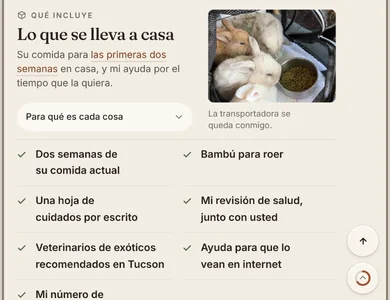 QUÉ INCLUYE
Lo que se lleva a casa
Su comida para las primeras dos
semanas en casa, y mi ayuda por el
tiempo que la quiera.
Para qué es cada cosa
La transportadora se
queda conmigo.
Dos semanas de
su comida actual
Bambú para roer
Una hoja de
cuidados por escrito
Mi revisión de salud,
junto con usted
Veterinarios de exóticos
recomendados en Tucson
Ayuda para que lo
vean en internet
Mi número de